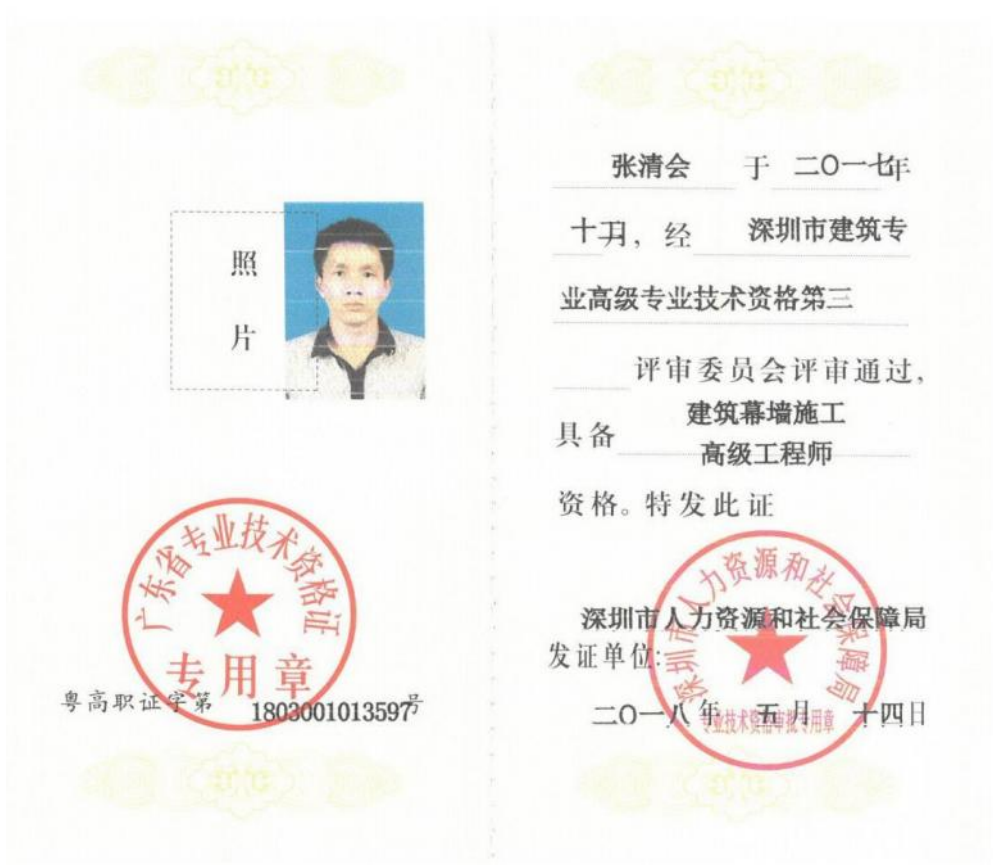 照
片
广东省专业技术资格证
专用章
粤高职证字第 1803001013597号
张清会 于 二〇一七年
十二月，经 深圳市建筑专
业高级专业技术资格第三
评审委员会评审通过，
具备 建筑幕墙施工
高级工程师
资格。特发此证
深圳市人力资源和社会保障局
发证单位：
二〇一八年 五月 十四日
深圳市人力资源和社会保障局
专业技术资格审批专用章